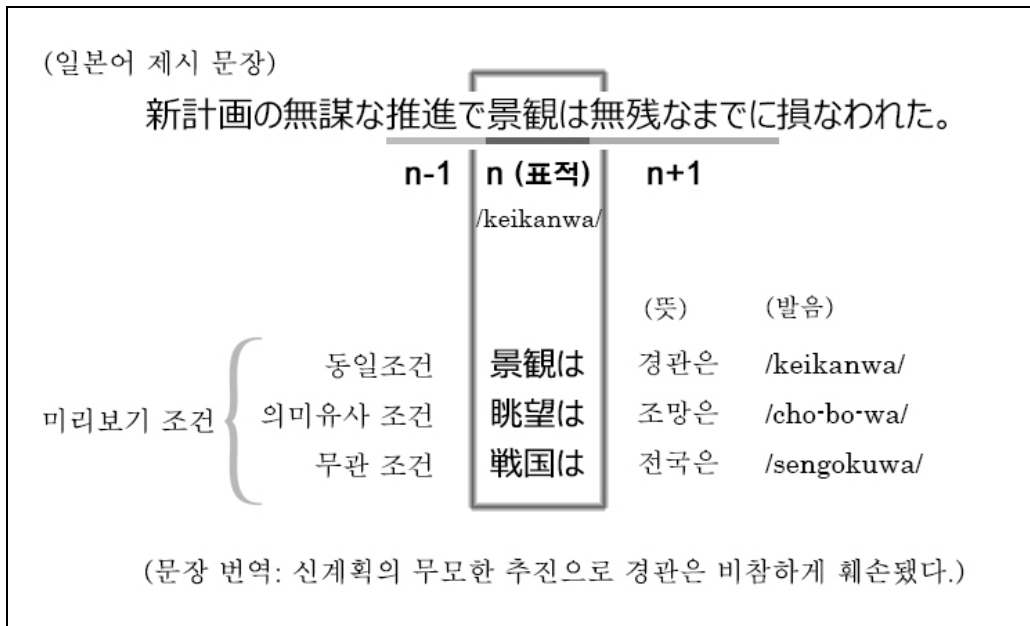 (일본어 제시 문장)
新計画の無謀な推進で景観は無残なまでに損なわれた。
n-1 n (표적) n+1
/keikanwa/
(뜻) (발음)
동일조건 景観は 경관은 /keikanwa/
미리보기 조건 의미유사 조건 眺望は 조망은 /cho-bo-wa/
무관 조건 戦国は 전국은 /sengokuwa/
(문장 번역: 신계획의 무모한 추진으로 경관은 비참하게 훼손됐다.)